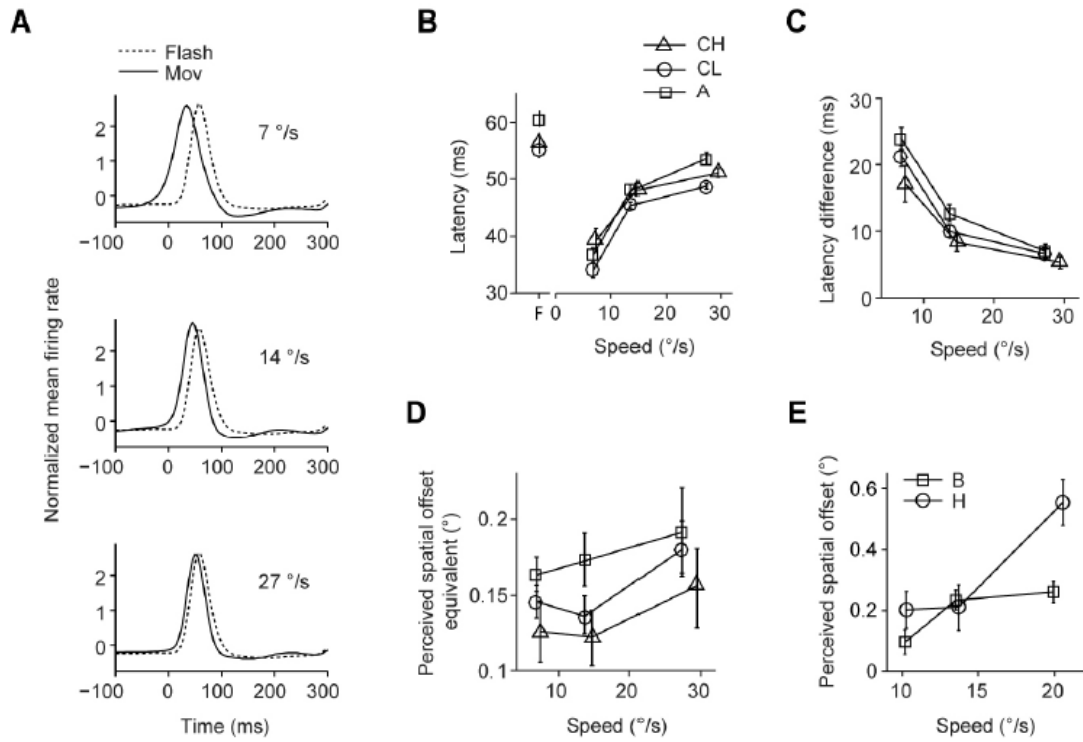 A
Flash
Mov
7 °/s
2
1
0
−100 0 100 200 300
14 °/s
2
1
0
−100 0 100 200 300
27 °/s
2
1
0
−100 0 100 200 300
Normalized mean firing rate
Time (ms)
B
CH
CL
A
60
50
40
30
Latency (ms)
F 0 10 20 30
Speed (°/s)
C
30
20
10
0
Latency difference (ms)
10 20 30
Speed (°/s)
D
0.2
0.15
0.1
Perceived spatial offset
equivalent (°)
10 20 30
Speed (°/s)
E
B
H
0.6
0.4
0.2
0
Perceived spatial offset (°)
10 15 20
Speed (°/s)